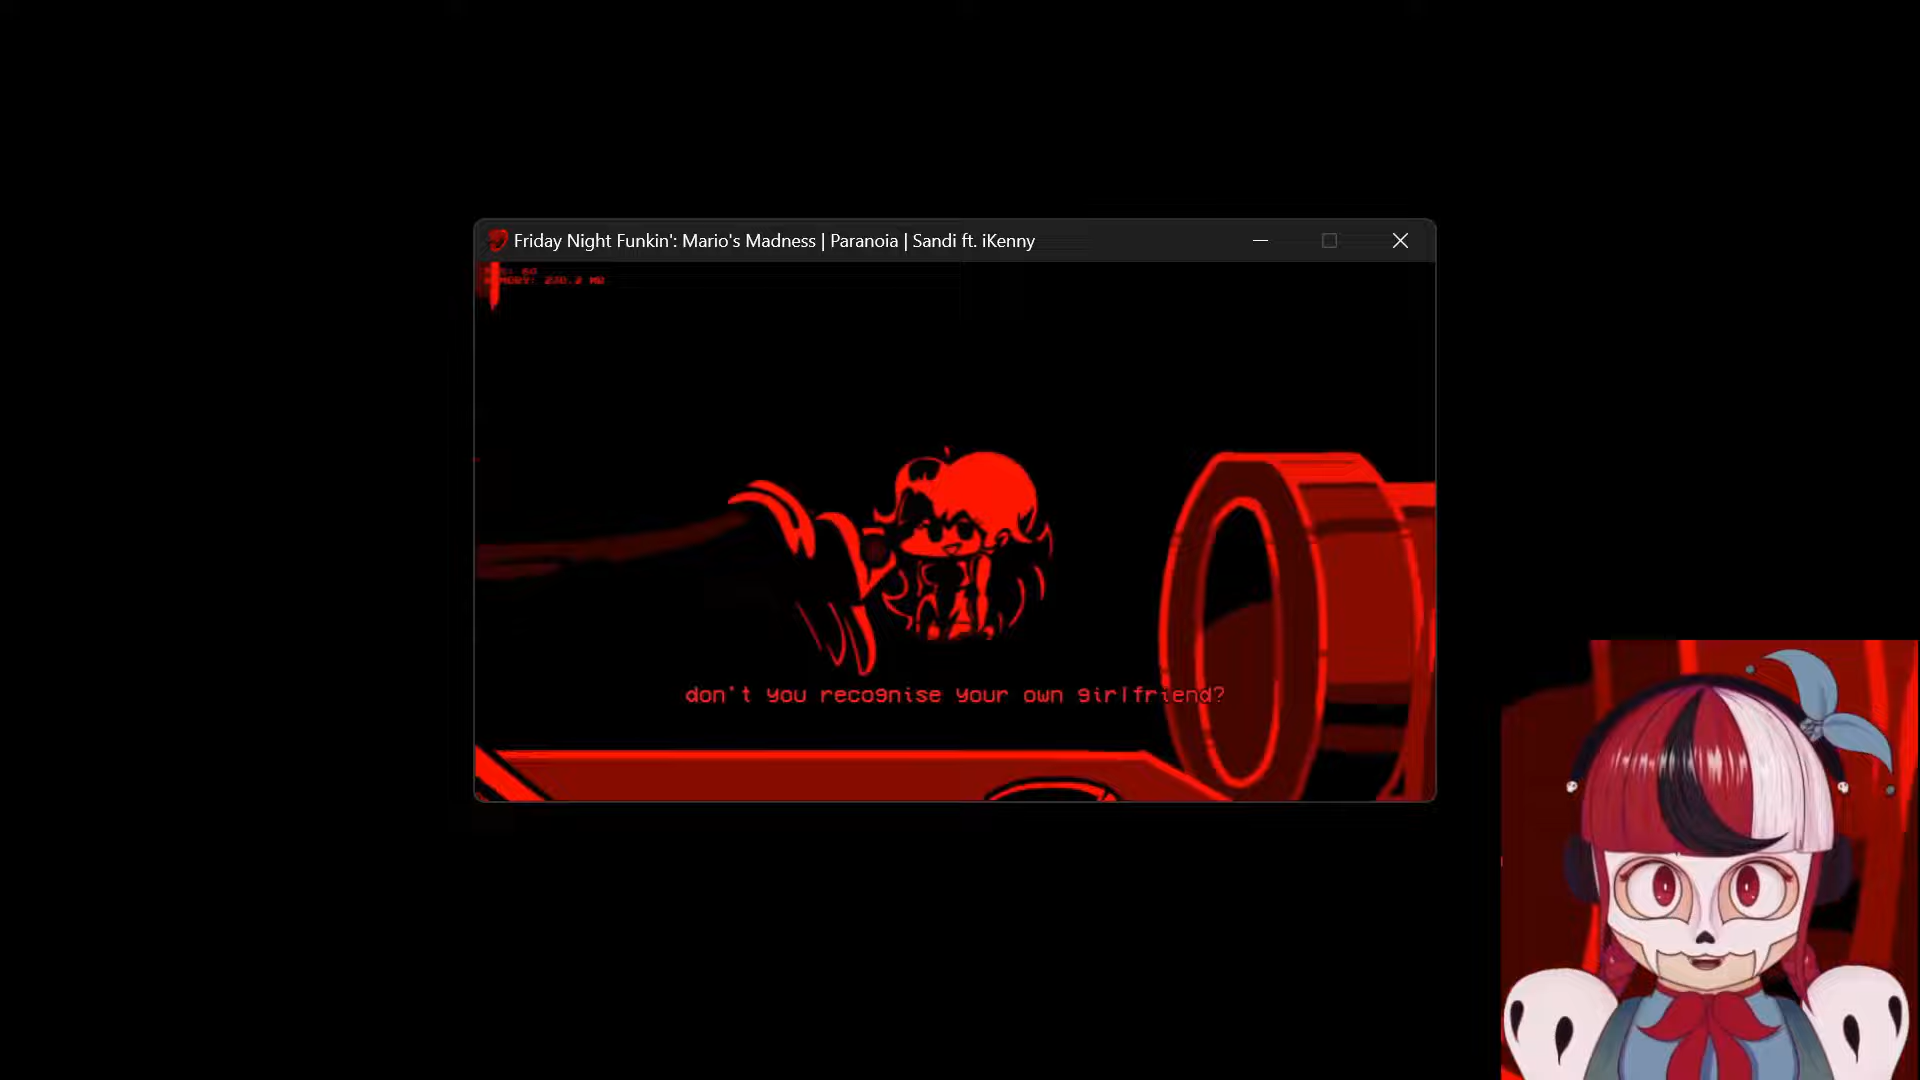 Friday Night Funkin': Mario's Madness | Paranoia | Sandi ft. iKenny
don't you recognise your own girlfriend?